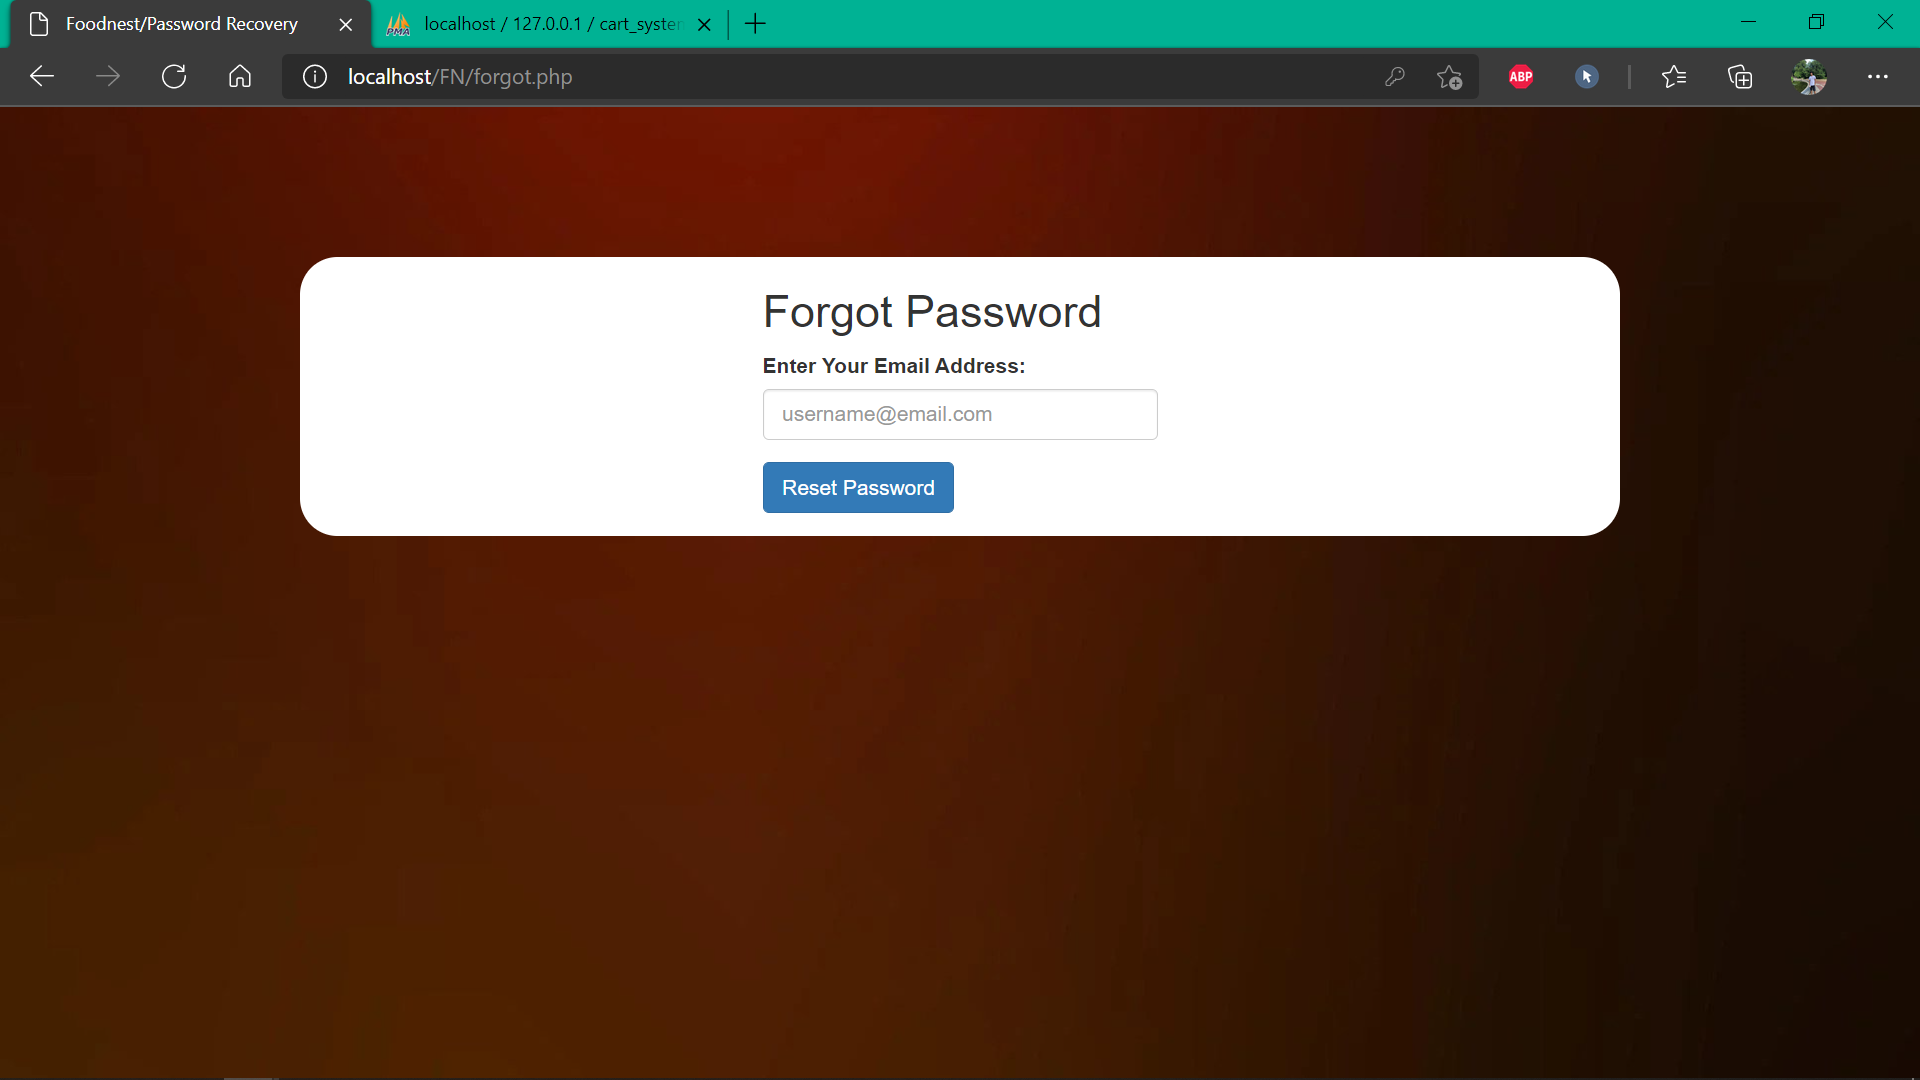 Foodnest/Password Recovery
localhost / 127.0.0.1 / cart_system
localhost/FN/forgot.php
ABP
Forgot Password
Enter Your Email Address:
username@email.com
Reset Password